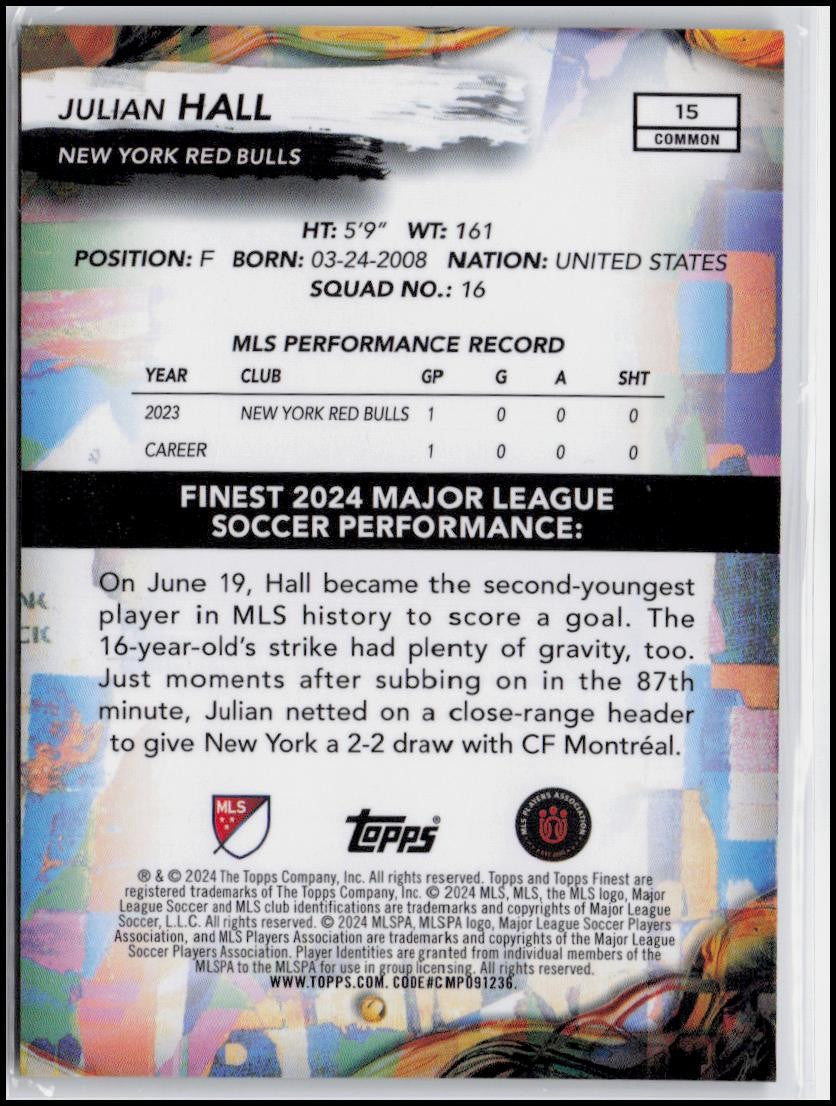 JULIAN HALL
NEW YORK RED BULLS
15
COMMON
HT: 5'9" WT: 161
POSITION: F BORN: 03-24-2008 NATION: UNITED STATES
SQUAD NO.: 16
MLS PERFORMANCE RECORD
YEAR CLUB GP G A SHT
2023 NEW YORK RED BULLS 1 0 0 0
CAREER 1 0 0 0
FINEST 2024 MAJOR LEAGUE
SOCCER PERFORMANCE:
On June 19, Hall became the second-youngest
player in MLS history to score a goal. The
16-year-old's strike had plenty of gravity, too.
Just moments after subbing on in the 87th
minute, Julian netted on a close-range header
to give New York a 2-2 draw with CF Montréal.
MLS
Topps®
MLS PLAYERS ASSOCIATION
® & © 2024 The Topps Company, Inc. All rights reserved. Topps and Topps Finest are
registered trademarks of The Topps Company, Inc. © 2024 MLS, MLS, the MLS logo, Major
League Soccer and MLS club identifications are trademarks and copyrights of Major League
Soccer, L.L.C. All rights reserved. © 2024 MLSPA, MLSPA logo, Major League Soccer Players
Association, and MLS Players Association are trademarks and copyrights of the Major League
Soccer Players Association. Player Identities are granted from individual members of the
MLSPA to the MLSPA for use in group licensing. All rights reserved.
WWW.TOPPS.COM. CODE#CMP091236.